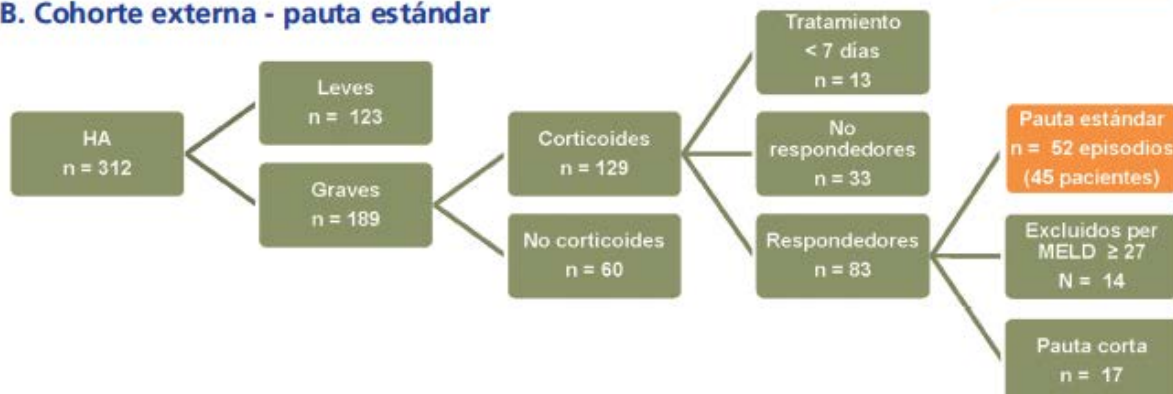 B. Cohorte externa - pauta estándar
HA
n = 312
Leves
n = 123
Graves
n = 189
Corticoides
n = 129
No corticoides
n = 60
Tratamiento
< 7 días
n = 13
No
respondedores
n = 33
Respondedores
n = 83
Pauta estándar
n = 52 episodios
(45 pacientes)
Excluidos per
MELD ≥ 27
N = 14
Pauta corta
n = 17